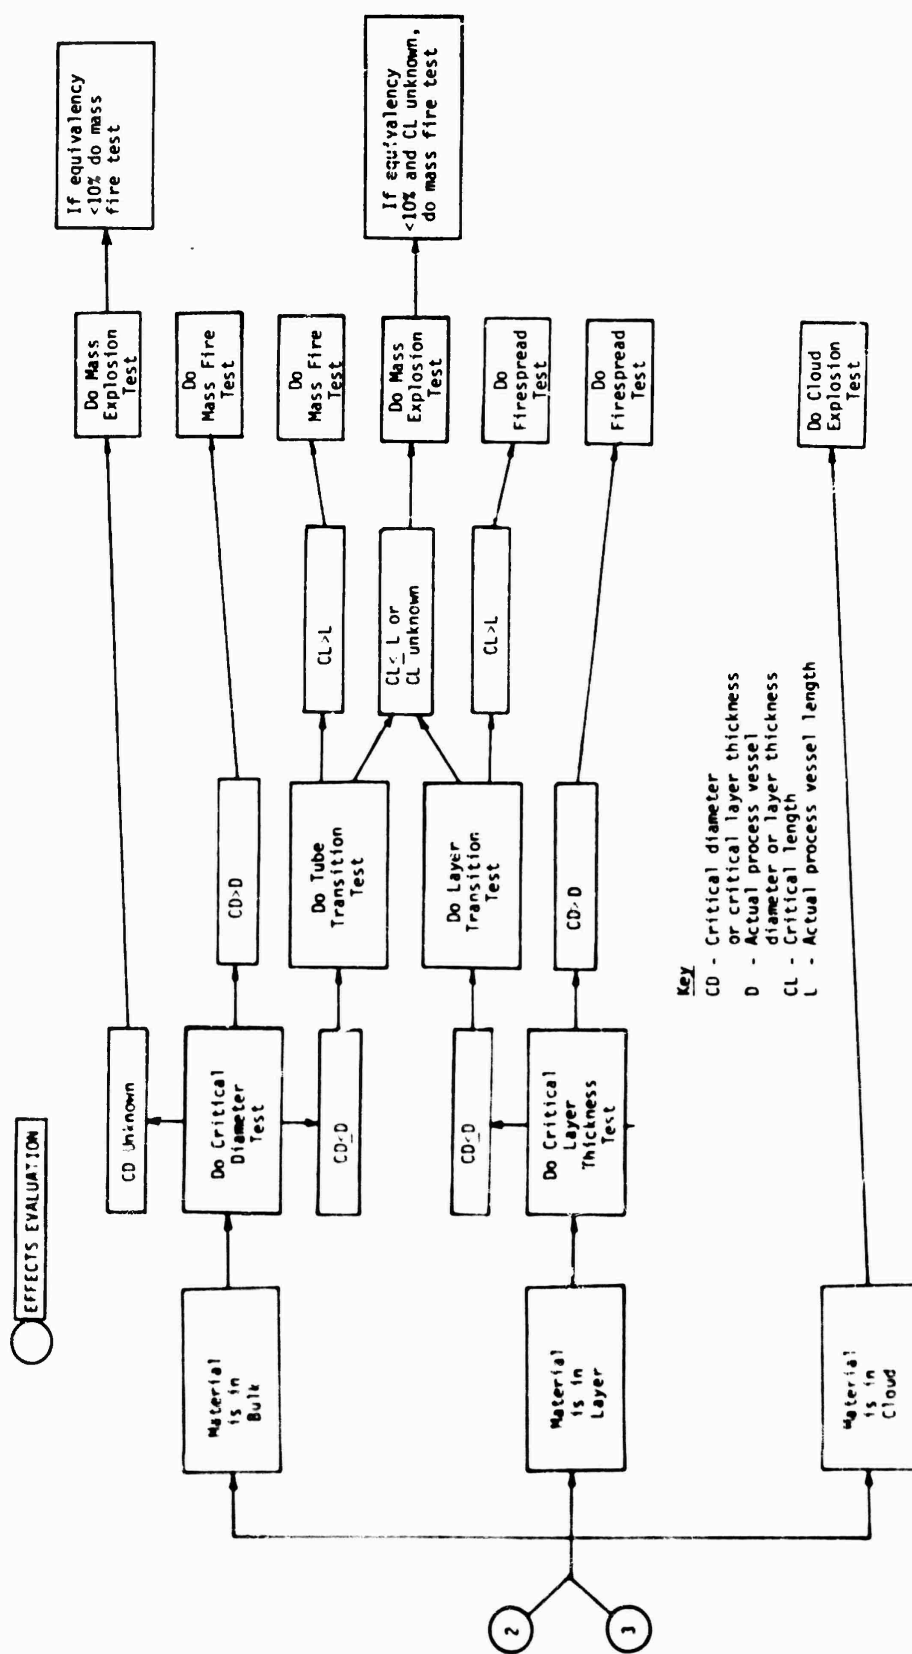 EFFECTS EVALUATION
2
3
Material
is in
Bulk
Material
is in
Layer
Material
is in
Cloud
CD Unknown
Do Critical
Diameter
Test
CD≤D
CD≤D
Do Critical
Layer
Thickness
Test
CD>D
Do Tube
Transition
Test
Do Layer
Transition
Test
CD>D
CL>L
CL≤ L or
CL unknown
CL>L
Do Mass
Explosion
Test
Do
Mass Fire
Test
Do
Mass Fire
Test
Do Mass
Explosion
Test
Do
Firespread
Test
Do
Firespread
Test
Do Cloud
Explosion
Test
If equivalency
<10% do mass
fire test
If equivalency
<10% and CL unknown,
do mass fire test
Key
CD - Critical diameter
or critical layer thickness
D - Actual process vessel
diameter or layer thickness
CL - Critical length
L - Actual process vessel length